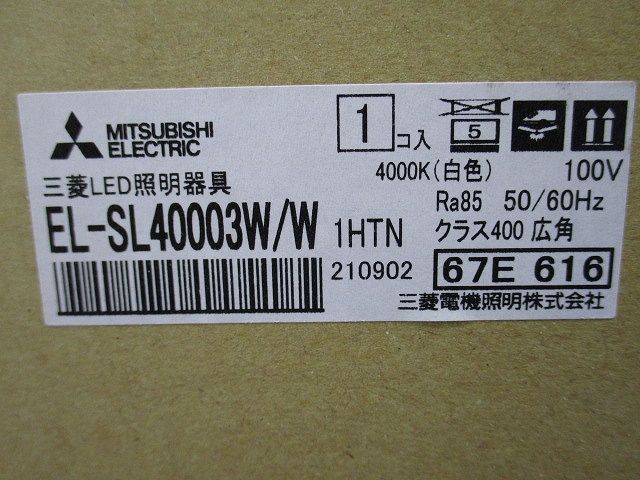 MITSUBISHI
ELECTRIC
1 コ入
5
三菱LED照明器具
4000K(白色) 100V
Ra85 50/60Hz
EL-SL40003W/W 1HTN
クラス400 広角
210902
67E 616
三菱電機照明株式会社